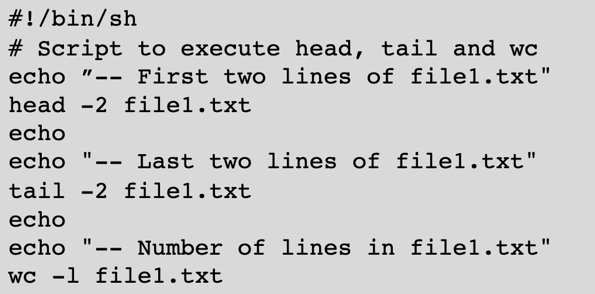 #!/bin/sh
# Script to execute head, tail and wc
echo ”-- First two lines of file1.txt"
head -2 file1.txt
echo
echo "-- Last two lines of file1.txt"
tail -2 file1.txt
echo
echo "-- Number of lines in file1.txt"
wc -l file1.txt